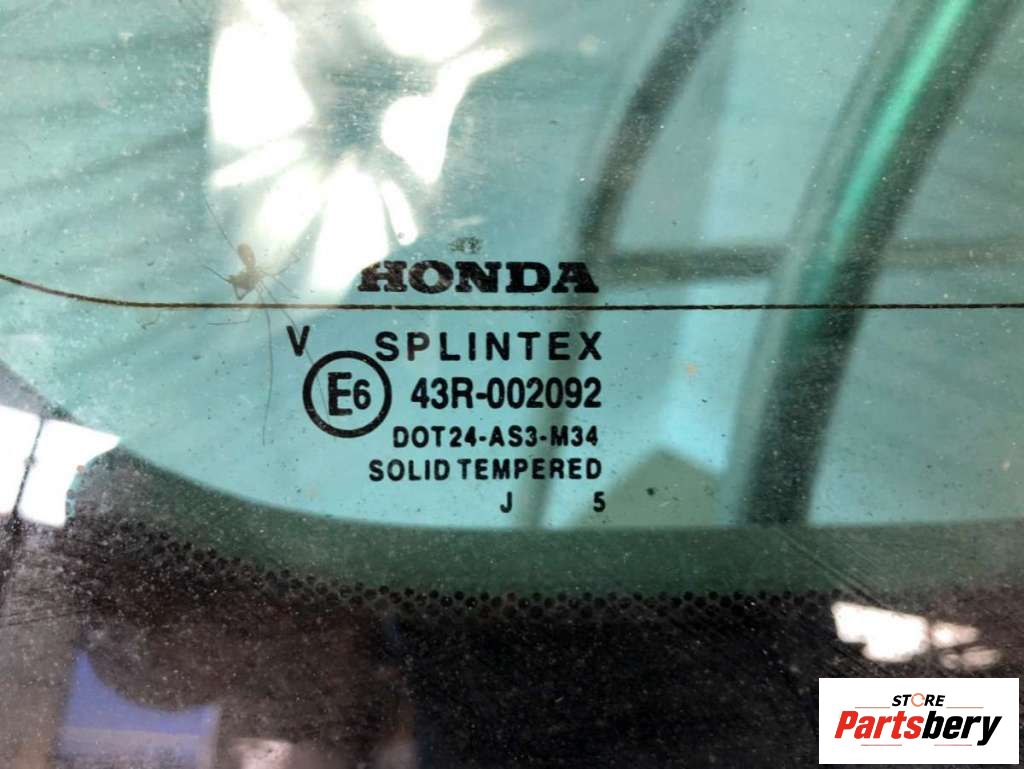 HONDA
V SPLINTEX
E6 43R-002092
DOT24-AS3-M34
SOLID TEMPERED
J 5
STORE
Partsbery